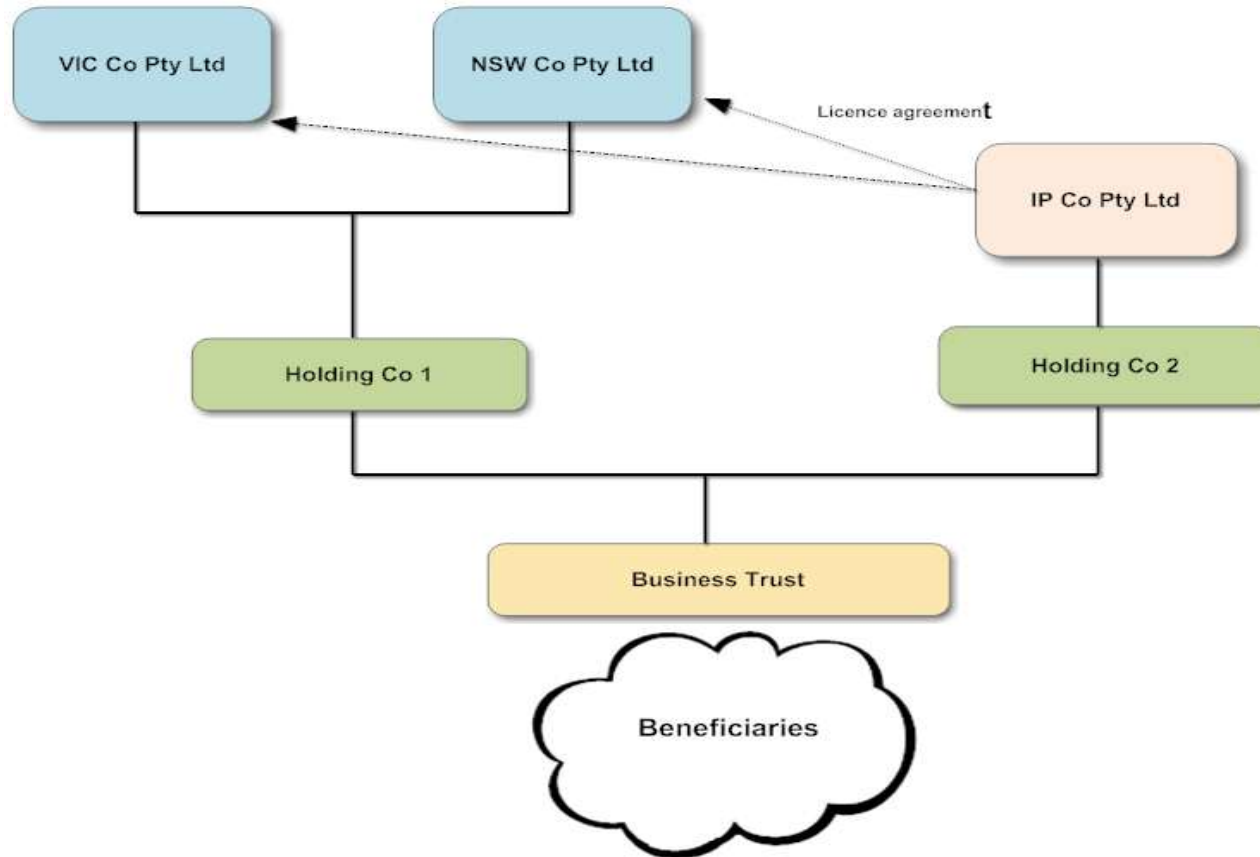 VIC Co Pty Ltd
NSW Co Pty Ltd
Licence agreement
IP Co Pty Ltd
Holding Co 1
Holding Co 2
Business Trust
Beneficiaries